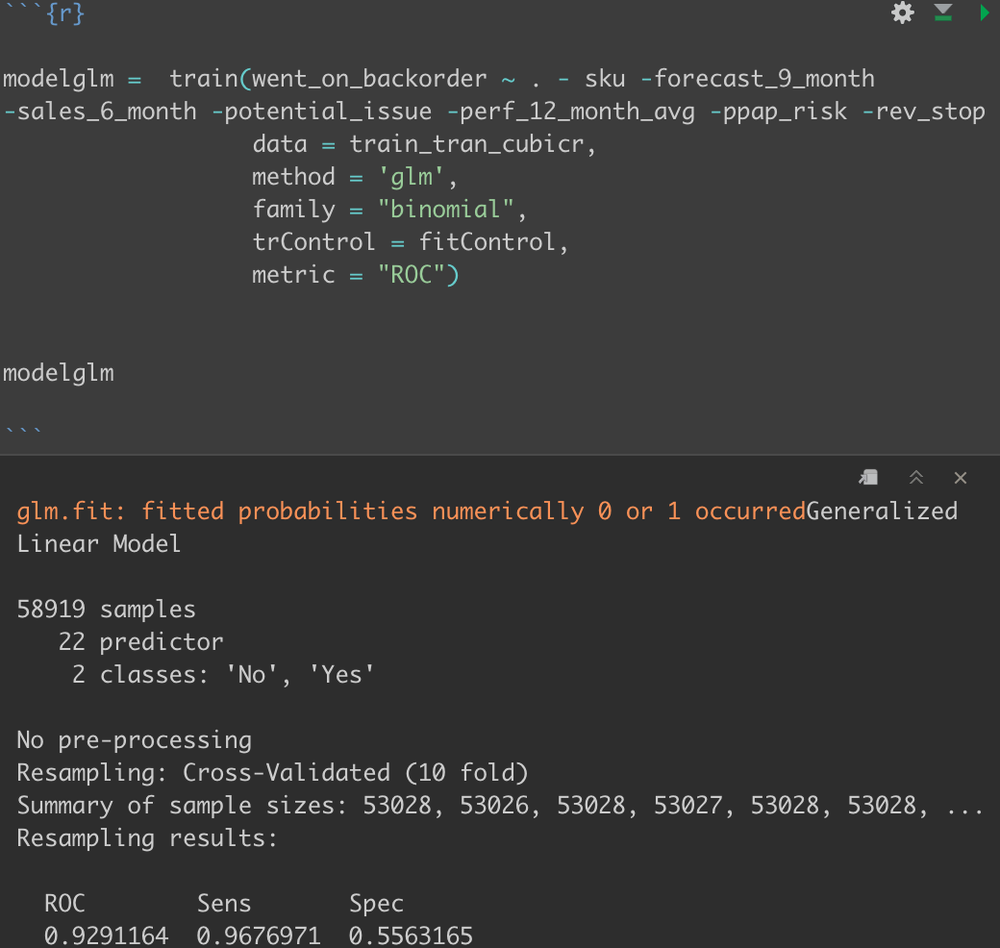 ```{r}
modelglm =  train(went_on_backorder ~ . - sku -forecast_9_month
-sales_6_month -potential_issue -perf_12_month_avg -ppap_risk -rev_stop
data = train_tran_cubicr,
method = 'glm',
family = "binomial",
trControl = fitControl,
metric = "ROC")
modelglm
```
glm.fit: fitted probabilities numerically 0 or 1 occurredGeneralized
Linear Model
58919 samples
22 predictor
2 classes: 'No', 'Yes'
No pre-processing
Resampling: Cross-Validated (10 fold)
Summary of sample sizes: 53028, 53026, 53028, 53027, 53028, 53028, ...
Resampling results:
ROC        Sens       Spec
0.9291164  0.9676971  0.5563165